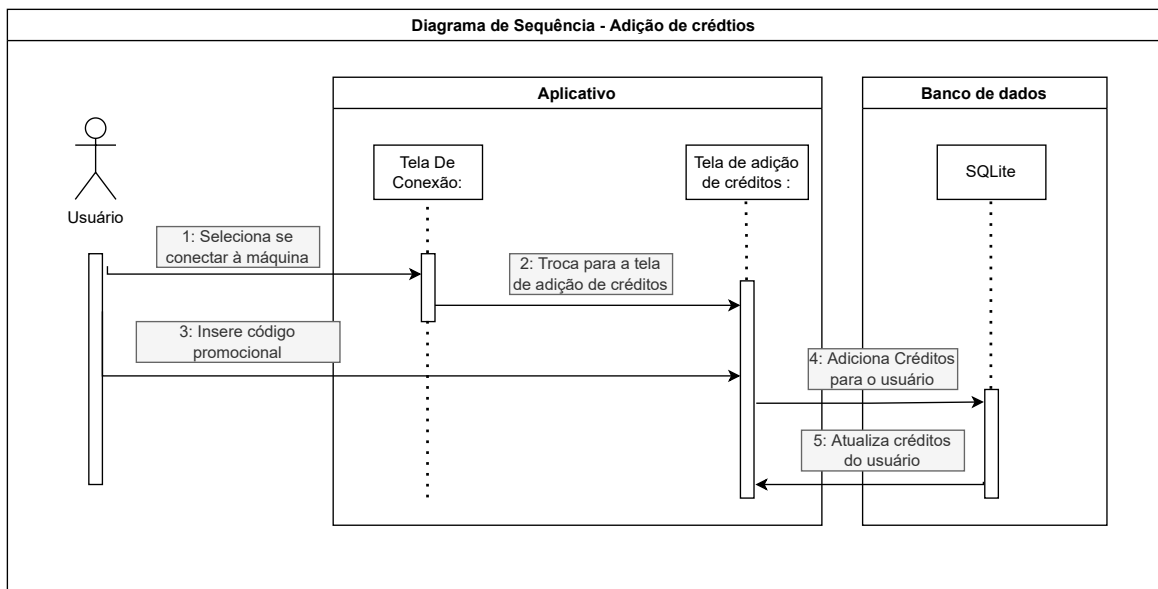 Diagrama de Sequência - Adição de crédtios
Aplicativo
Banco de dados
Tela De
Conexão:
Tela de adição
de créditos :
SQLite
Usuário
1: Seleciona se
conectar à máquina
2: Troca para a tela
de adição de créditos
3: Insere código
promocional
4: Adiciona Créditos
para o usuário
5: Atualiza créditos
do usuário